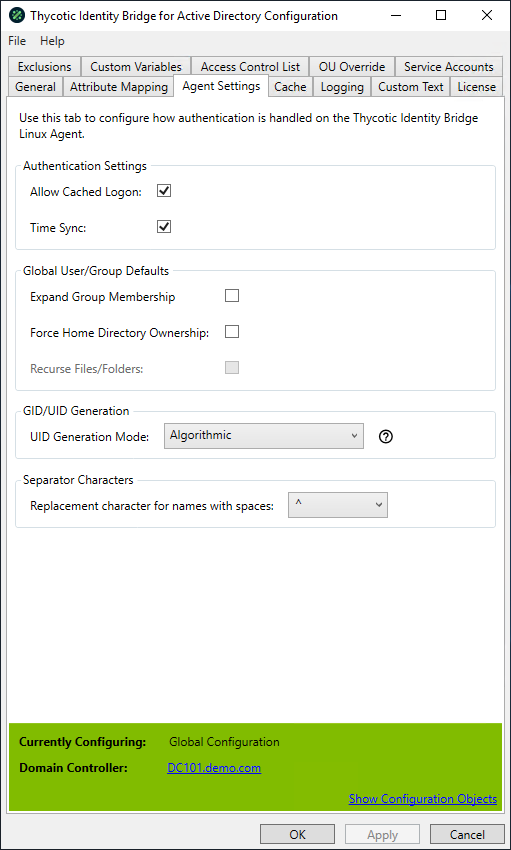 Thycotic Identity Bridge for Active Directory Configuration
File Help
Exclusions Custom Variables Access Control List OU Override Service Accounts
General Attribute Mapping Agent Settings Cache Logging Custom Text License
Use this tab to configure how authentication is handled on the Thycotic Identity Bridge
Linux Agent.
Authentication Settings
Allow Cached Logon:
Time Sync:
Global User/Group Defaults
Expand Group Membership
Force Home Directory Ownership:
Recurse Files/Folders:
GID/UID Generation
UID Generation Mode: Algorithmic ?
Separator Characters
Replacement character for names with spaces: ^
Currently Configuring: Global Configuration
Domain Controller: DC101.demo.com
Show Configuration Objects
OK Apply Cancel